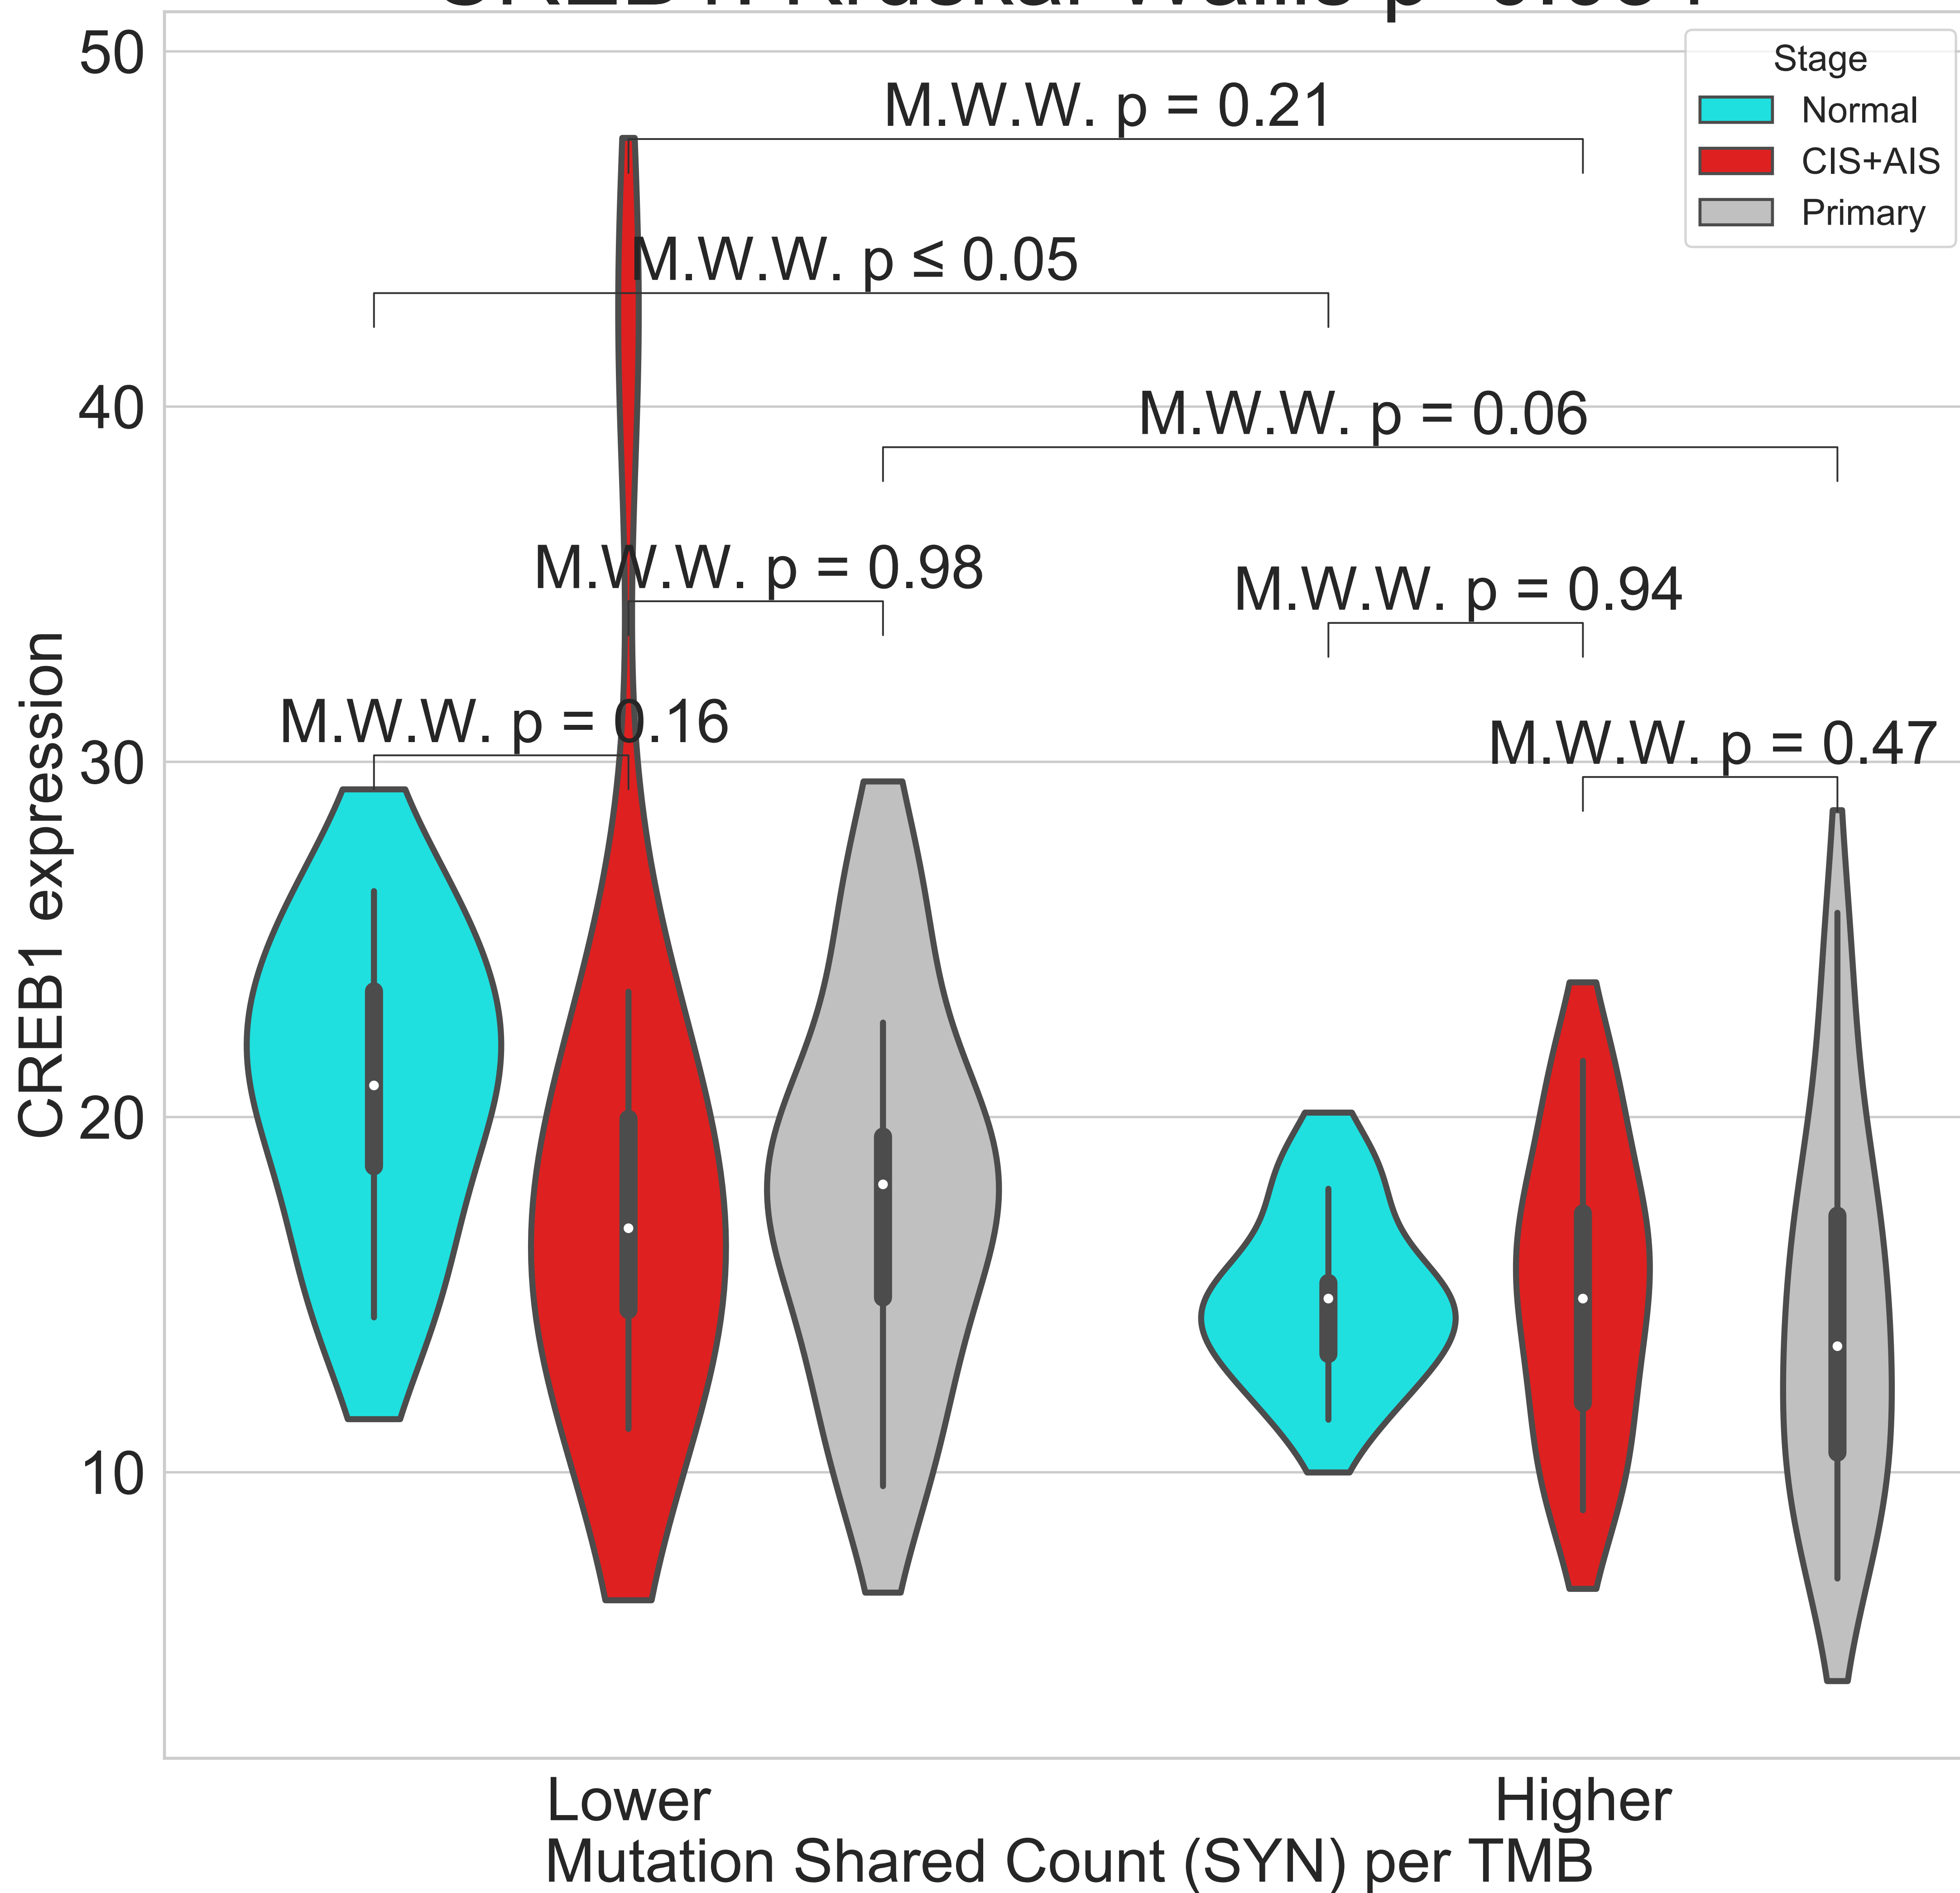 50
40
30
20
10
CREB1 expression
Stage
Normal
CIS+AIS
Primary
M.W.W. p = 0.21
M.W.W. p ≤ 0.05
M.W.W. p = 0.06
M.W.W. p = 0.98
M.W.W. p = 0.94
M.W.W. p = 0.16
M.W.W. p = 0.47
Lower
Higher
Mutation Shared Count (SYN) per TMB